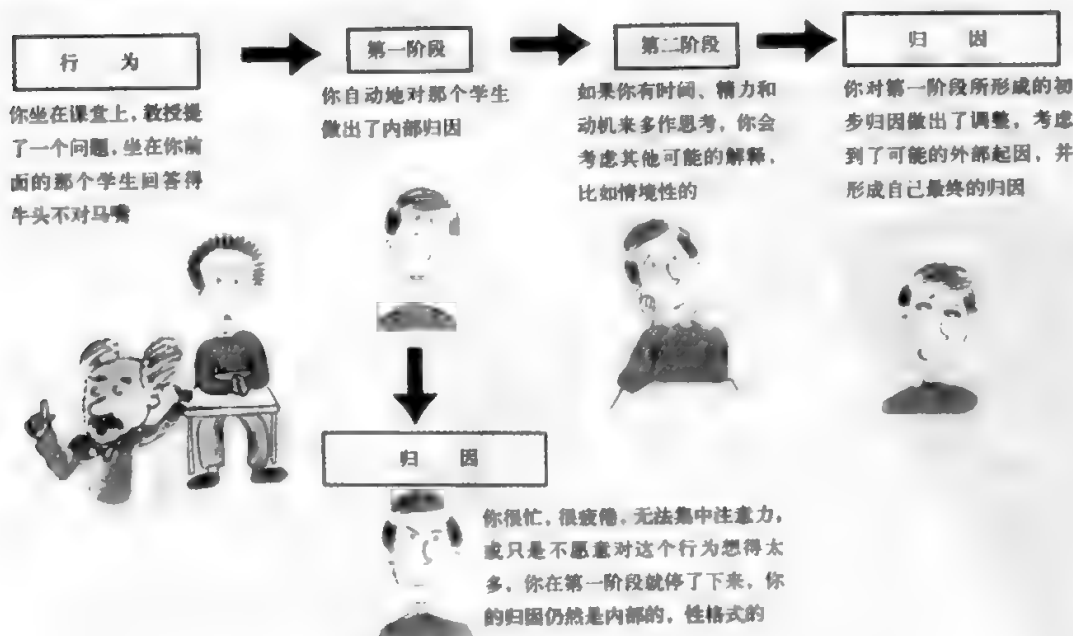 行 为
你坐在课堂上，教授提
了一个问题，坐在你前
面的那个学生回答得
牛头不对马嘴
第一阶段
你自动地对那个学生
做出了内部归因
第二阶段
如果你有时间、精力和
动机来多作思考，你会
考虑其他可能的解释，
比如情境性的
归 因
你对第一阶段所形成的初
步归因做出了调整，考虑
到了可能的外部起因，并
形成自己最终的归因
归 因
你很忙，很疲倦，无法集中注意力，
或只是不愿意对这个行为想得太
多，你在第一阶段就停了下来，你
的归因仍然是内部的，性格式的